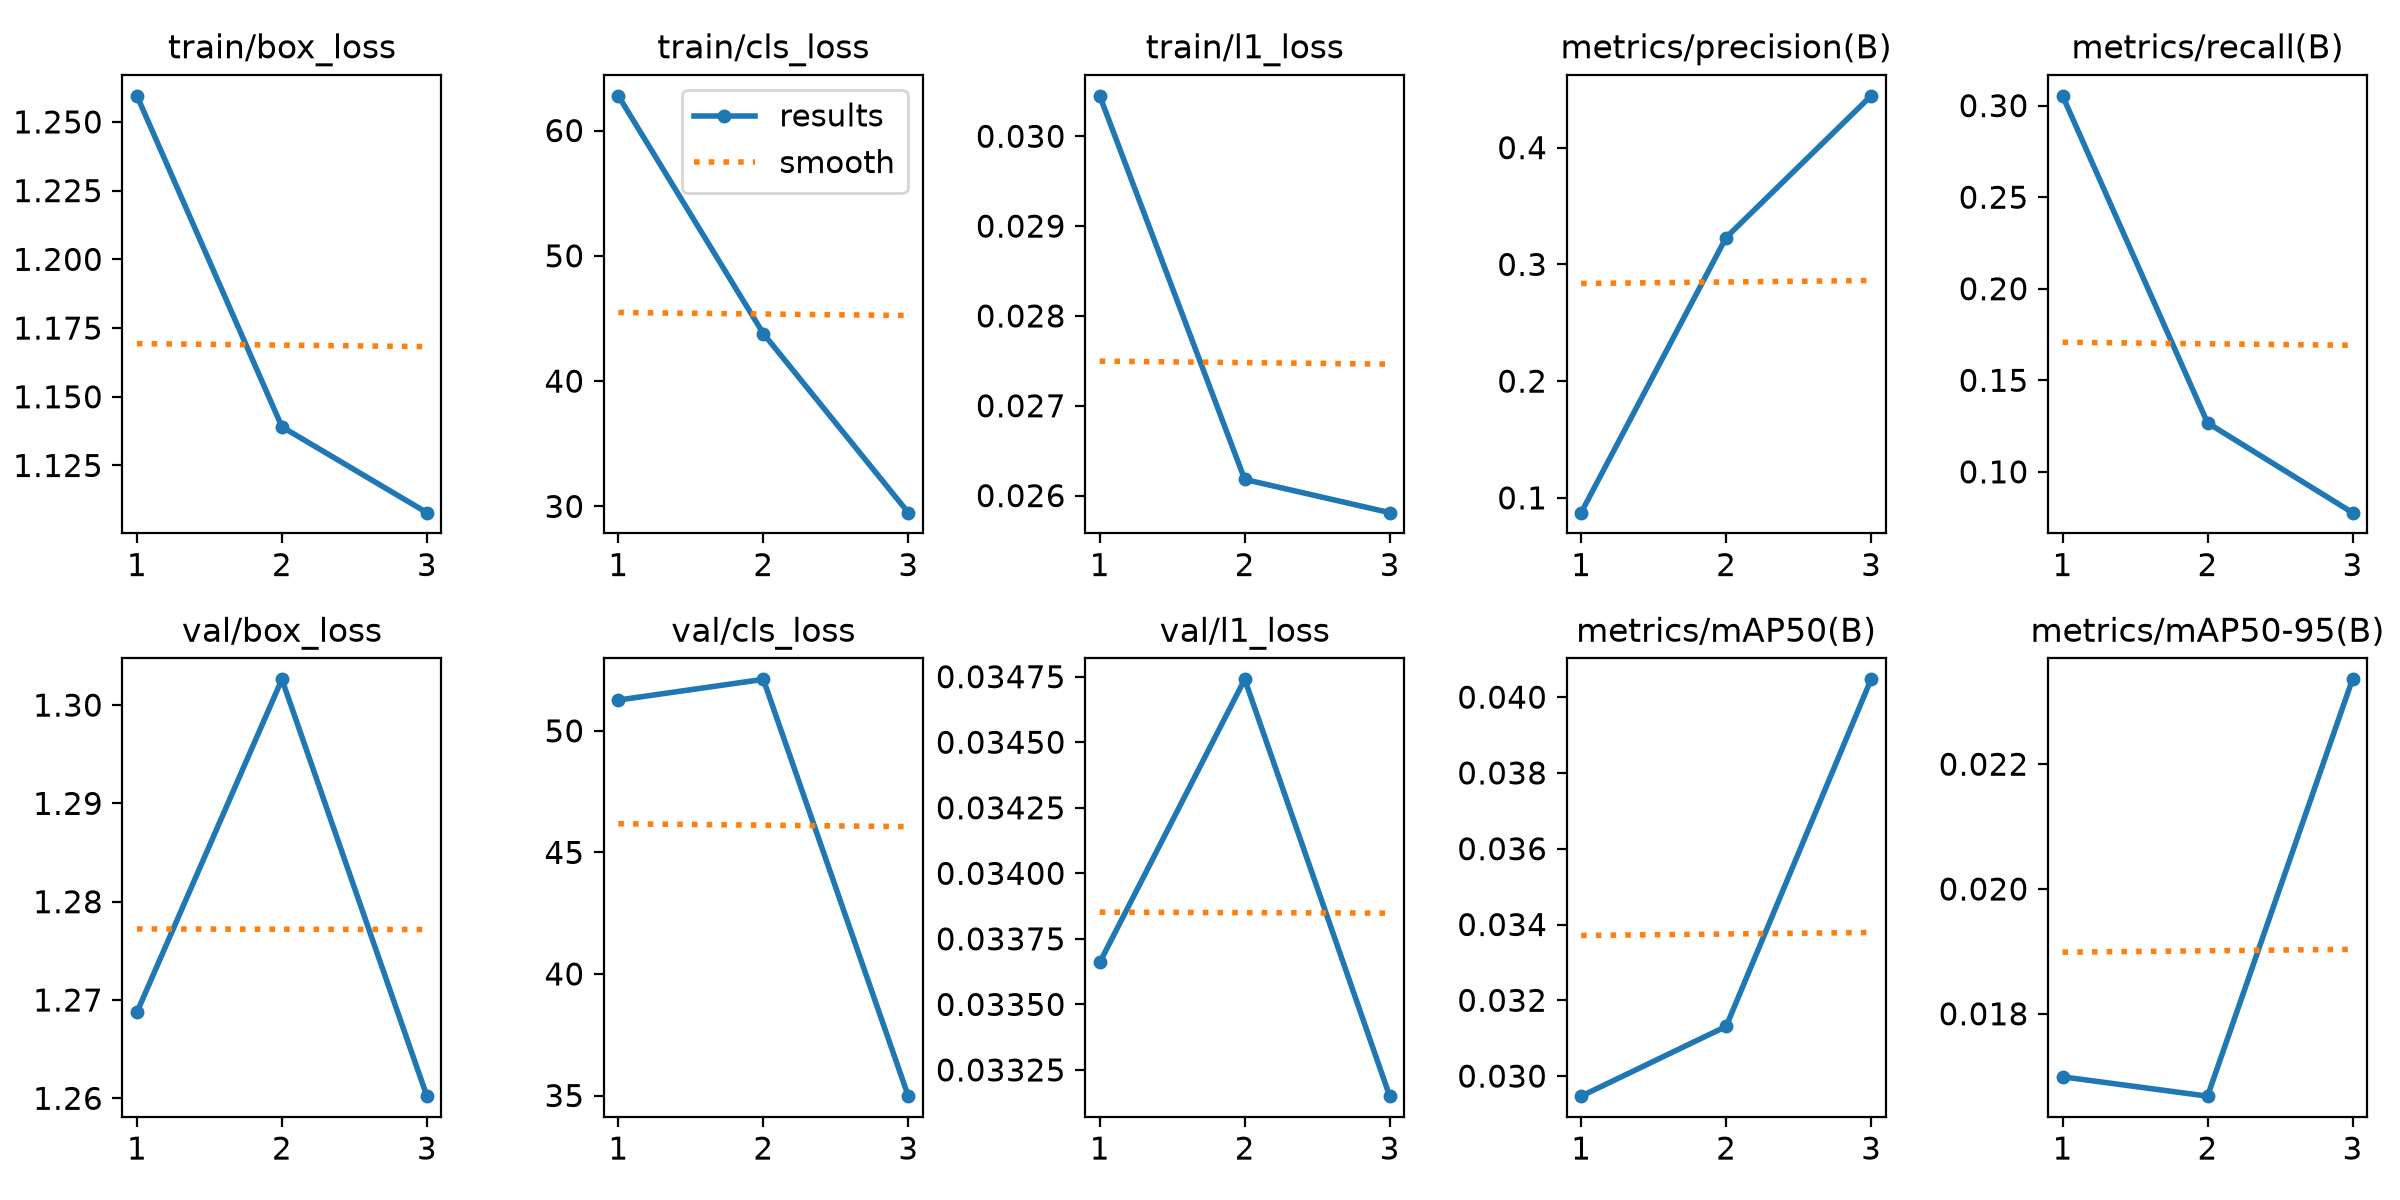 train/box_loss
1.250
1.225
1.200
1.175
1.150
1.125
1 2 3
train/cls_loss
results
smooth
60
50
40
30
1 2 3
train/l1_loss
0.030
0.029
0.028
0.027
0.026
1 2 3
metrics/precision(B)
0.4
0.3
0.2
0.1
1 2 3
metrics/recall(B)
0.30
0.25
0.20
0.15
0.10
1 2 3
val/box_loss
1.30
1.29
1.28
1.27
1.26
1 2 3
val/cls_loss
50
45
40
35
1 2 3
val/l1_loss
0.03475
0.03450
0.03425
0.03400
0.03375
0.03350
0.03325
1 2 3
metrics/mAP50(B)
0.040
0.038
0.036
0.034
0.032
0.030
1 2 3
metrics/mAP50-95(B)
0.022
0.020
0.018
1 2 3